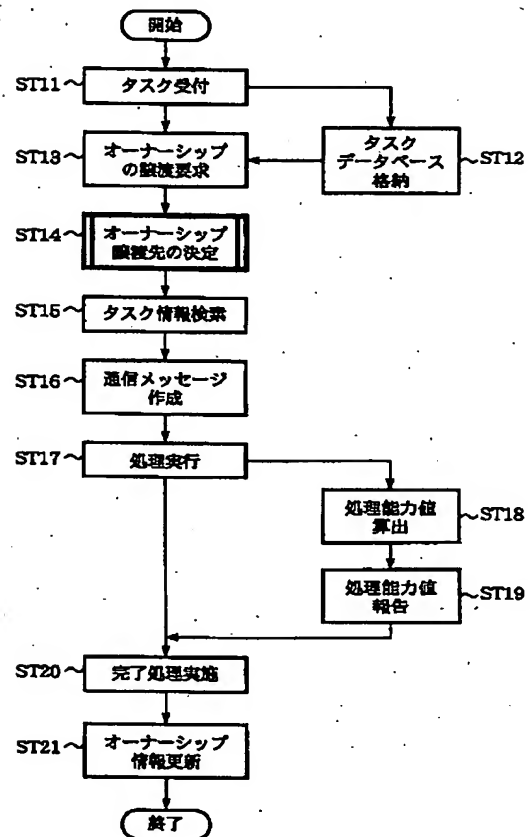 開始
ST11 タスク受付
ST13 オーナーシップ
の譲渡要求
タスク
データベース
格納
ST12
ST14 オーナーシップ
譲渡先の決定
ST15 タスク情報検索
ST16 通信メッセージ
作成
ST17 処理実行
処理能力値
算出
ST18
処理能力値
報告
ST19
ST20 完了処理実施
ST21 オーナーシップ
情報更新
終了